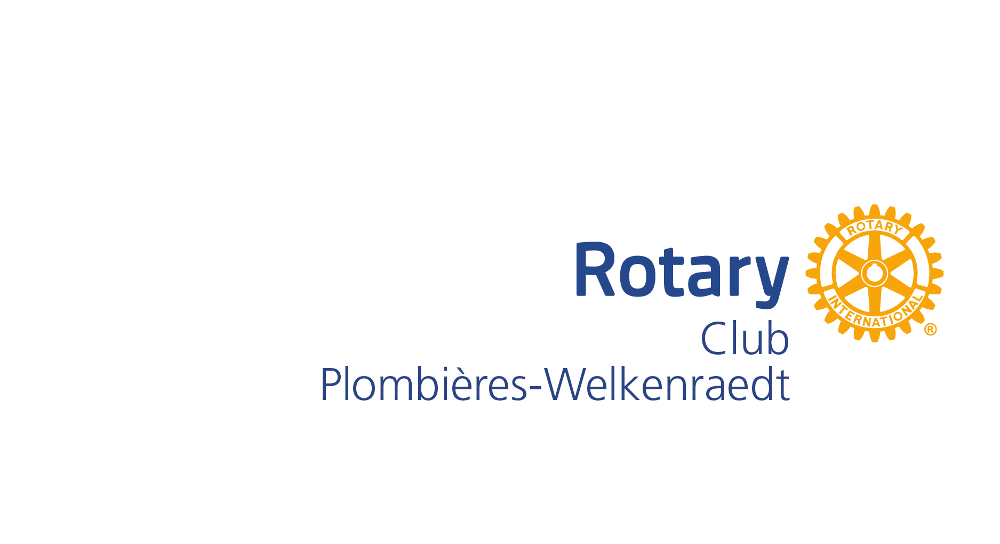 Rotary
Club
Plombières-Welkenraedt
ROTARY
INTERNATIONAL
®